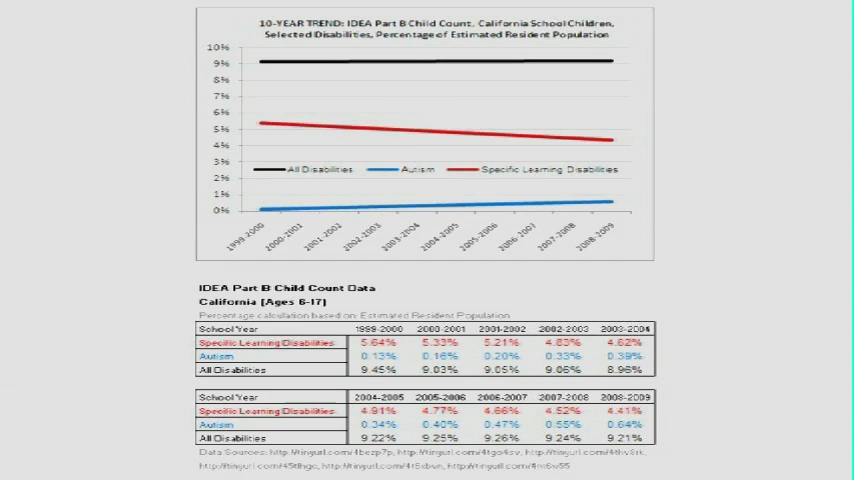 10-YEAR TREND: IDEA Part B Child Count, California School Children,
Selected Disabilities, Percentage of Estimated Resident Population
10%
9%
8%
7%
6%
5%
4%
3%
2%
1%
0%
All Disabilities Autism Specific Learning Disabilities
1999-2000 2000-2001 2001-2002 2002-2003 2003-2004 2004-2005 2005-2006 2006-2007 2007-2008 2008-2009
IDEA Part B Child Count Data
California (Ages 6-17)
Percentage calculation based on: Estimated Resident Population
School Year 1999-2000 2000-2001 2001-2002 2002-2003 2003-2004
Specific Learning Disabilities 5.64% 5.33% 5.21% 4.83% 4.62%
Autism 0.13% 0.16% 0.20% 0.33% 0.39%
All Disabilities 9.45% 9.03% 9.05% 9.06% 8.96%
School Year 2004-2005 2005-2006 2006-2007 2007-2008 2008-2009
Specific Learning Disabilities 4.91% 4.77% 4.66% 4.52% 4.41%
Autism 0.34% 0.40% 0.47% 0.55% 0.64%
All Disabilities 9.22% 9.25% 9.26% 9.24% 9.21%
Data Sources: